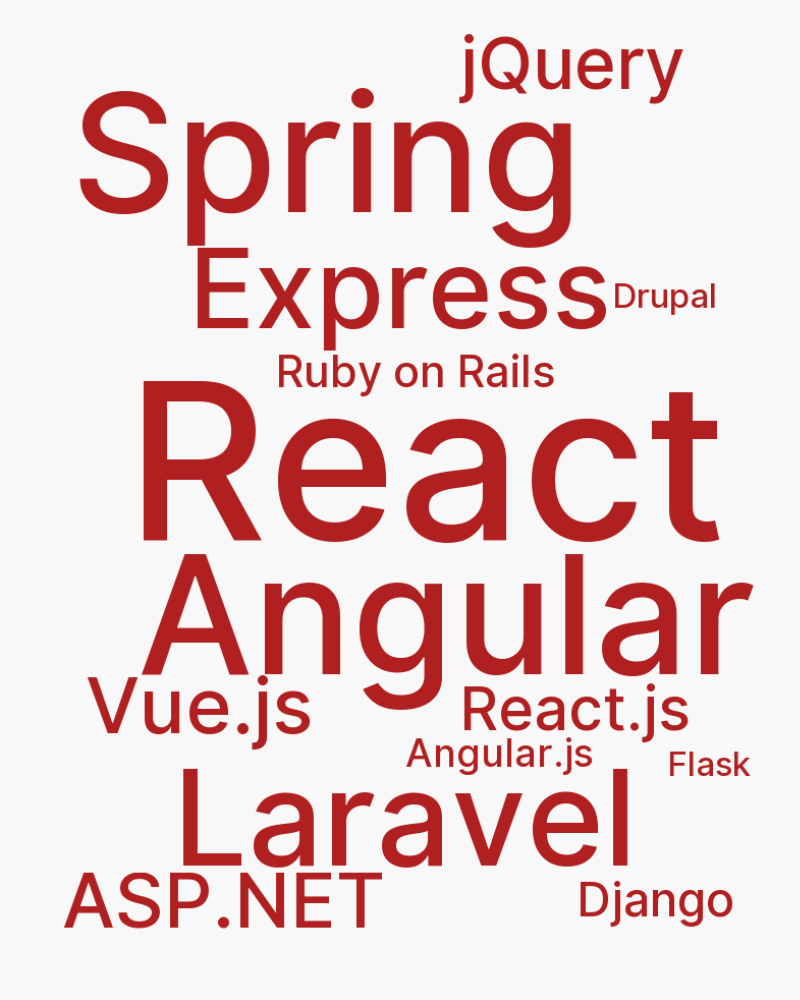 jQuery
Spring
Express
Drupal
Ruby on Rails
React
Angular
Vue.js
React.js
Angular.js
Flask
Laravel
ASP.NET
Django